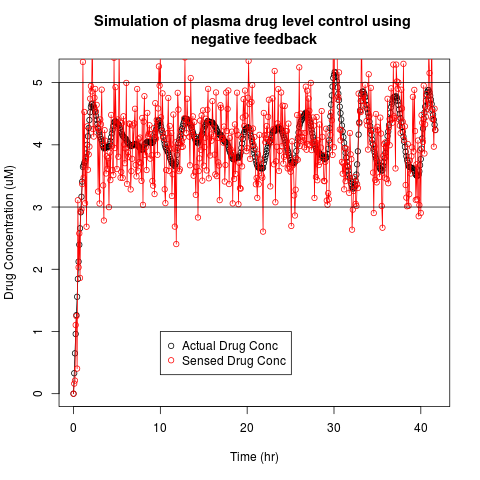 Simulation of plasma drug level control using
negative feedback
Drug Concentration (uM)
5
4
3
2
1
0
Actual Drug Conc
Sensed Drug Conc
0
10
20
30
40
Time (hr)